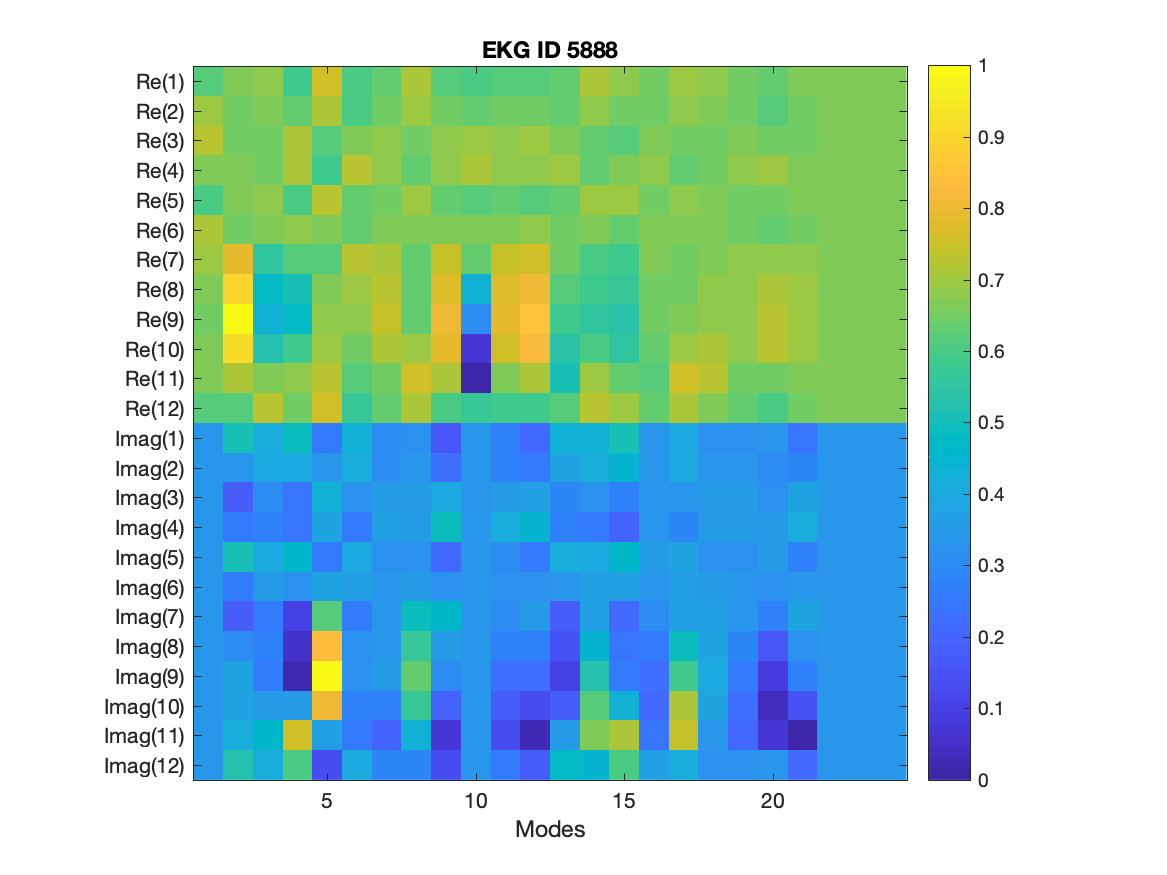 EKG ID 5888
Re(1)
Re(2)
Re(3)
Re(4)
Re(5)
Re(6)
Re(7)
Re(8)
Re(9)
Re(10)
Re(11)
Re(12)
Imag(1)
Imag(2)
Imag(3)
Imag(4)
Imag(5)
Imag(6)
Imag(7)
Imag(8)
Imag(9)
Imag(10)
Imag(11)
Imag(12)
5 10 15 20
Modes
1
0.9
0.8
0.7
0.6
0.5
0.4
0.3
0.2
0.1
0